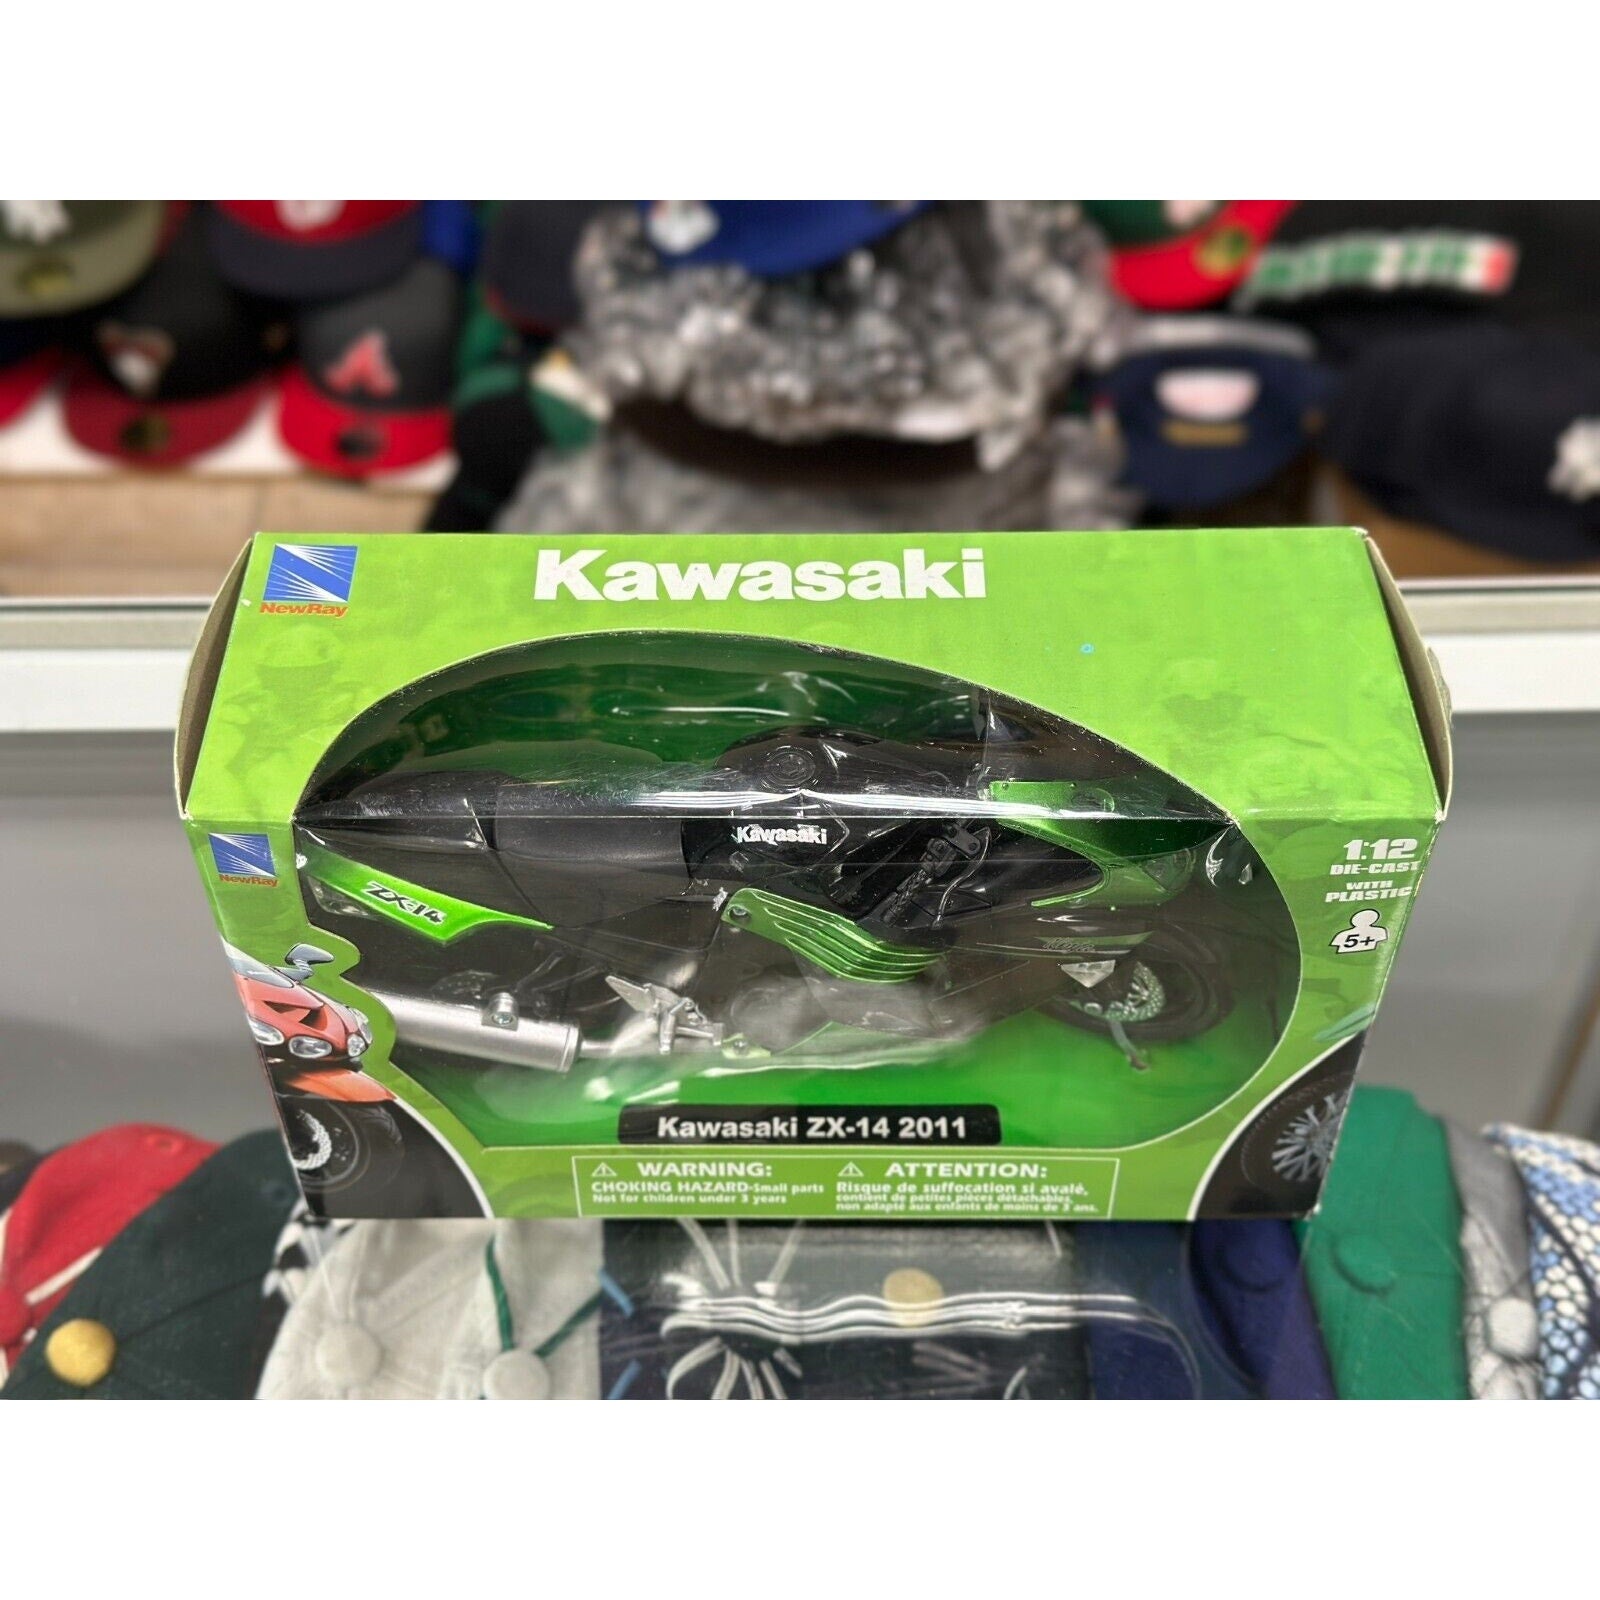 NewRay
Kawasaki
NewRay
Kawasaki
ZX-14
Ninja
1:12
DIE-CAST
WITH
PLASTIC
5+
Kawasaki ZX-14 2011
WARNING:
CHOKING HAZARD-Small parts
Not for children under 3 years
ATTENTION:
Risque de suffocation si avalé,
contient de petites pièces détachables,
non adapté aux enfants de moins de 3 ans.